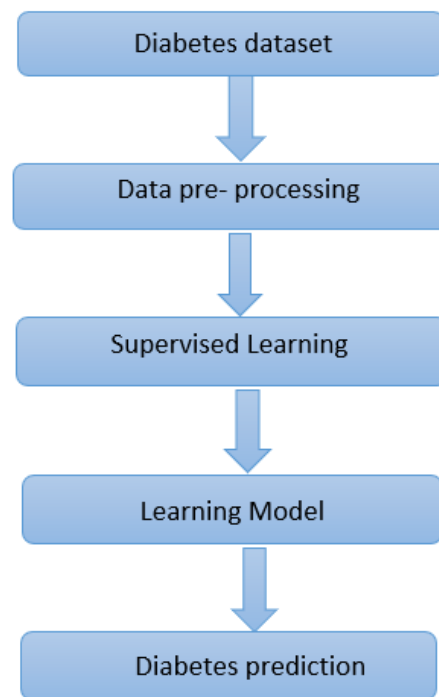 Diabetes dataset
Data pre- processing
Supervised Learning
Learning Model
Diabetes prediction